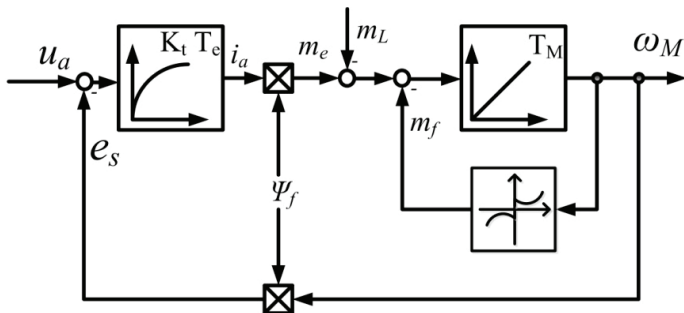 u_a
K_t T_e
i_a
m_e
m_L
T_M
ω_M
-
-
-
e_s
m_f
Ψ_f